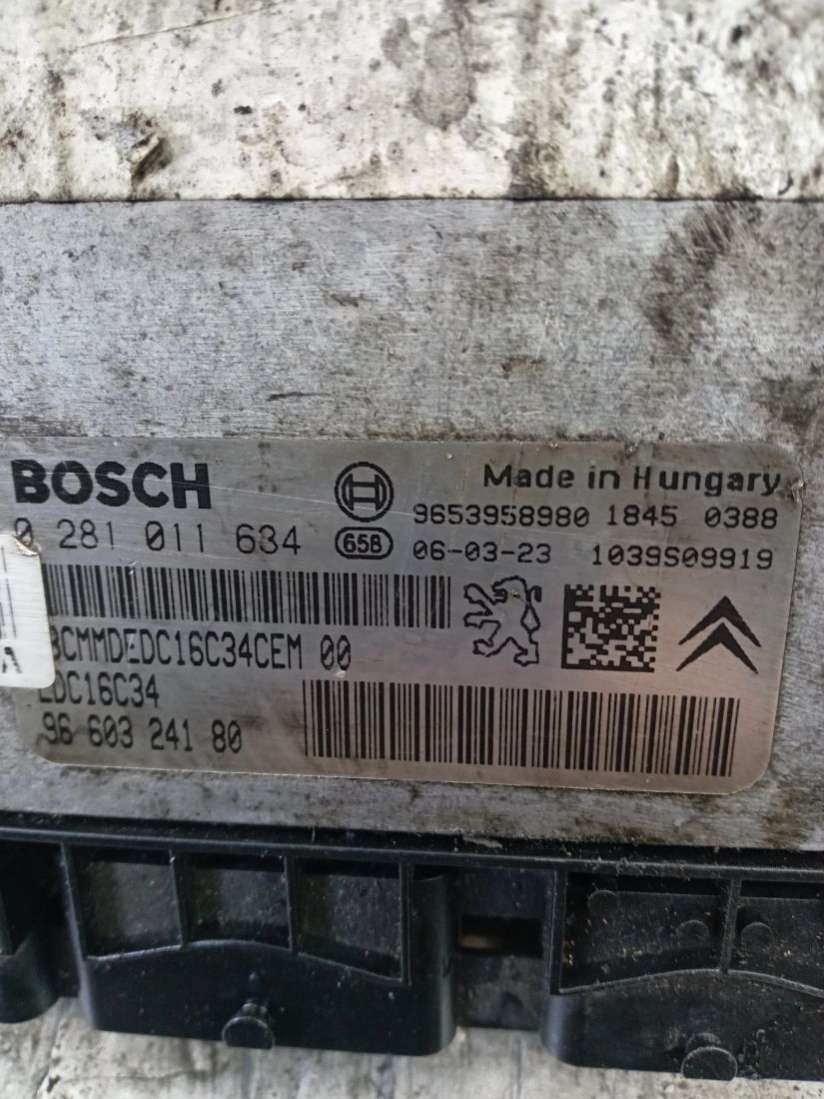 BOSCH
Made in Hungary
9653958980 1845 0388
0 281 011 634
658
06-03-23 1039S09919
BCMMDEDC16C34CEM 00
EDC16C34
96 603 241 80